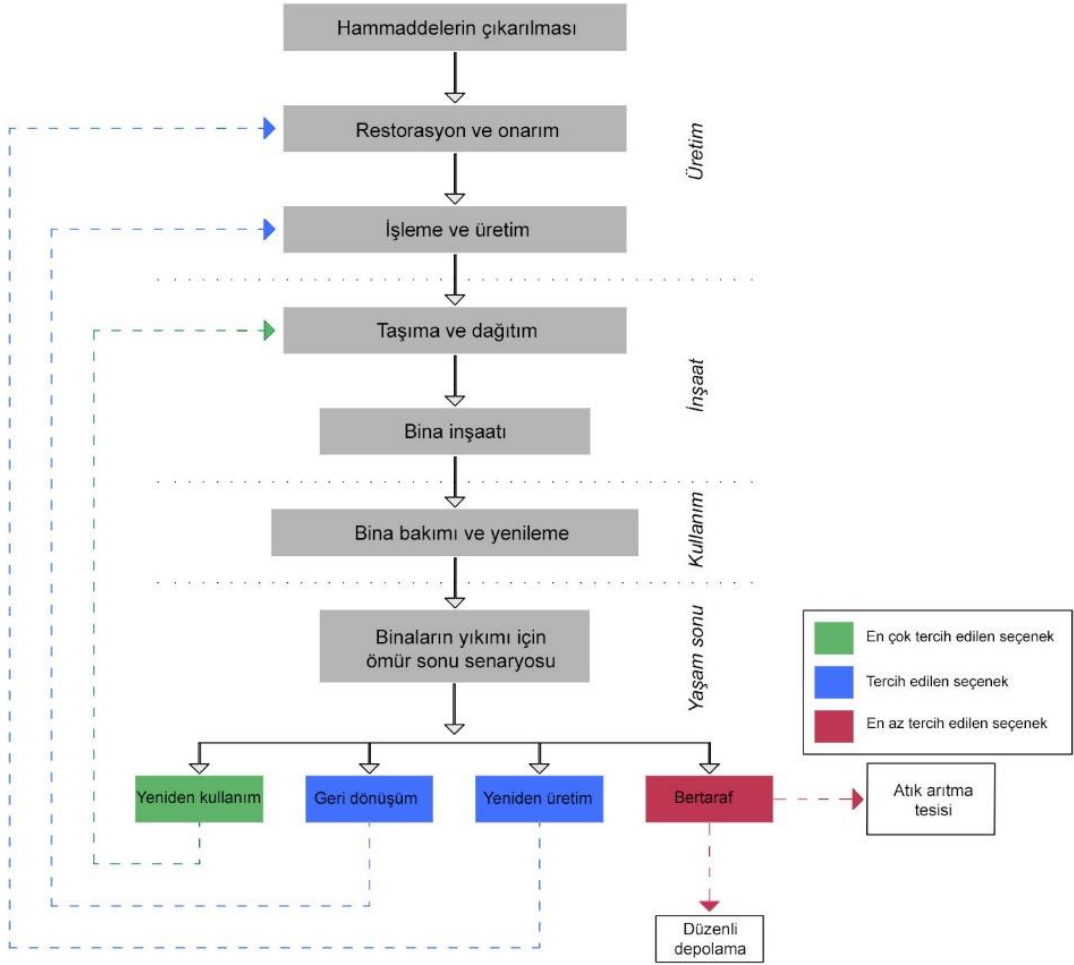 Hammaddelerin çıkarılması
Restorasyon ve onarım
Üretim
İşleme ve üretim
Taşıma ve dağıtım
İnşaat
Bina inşaatı
Bina bakımı ve yenileme
Kullanım
Binaların yıkımı için
ömür sonu senaryosu
Yaşam sonu
En çok tercih edilen seçenek
Tercih edilen seçenek
En az tercih edilen seçenek
Yeniden kullanım
Geri dönüşüm
Yeniden üretim
Bertaraf
Atık arıtma
tesisi
Düzenli
depolama